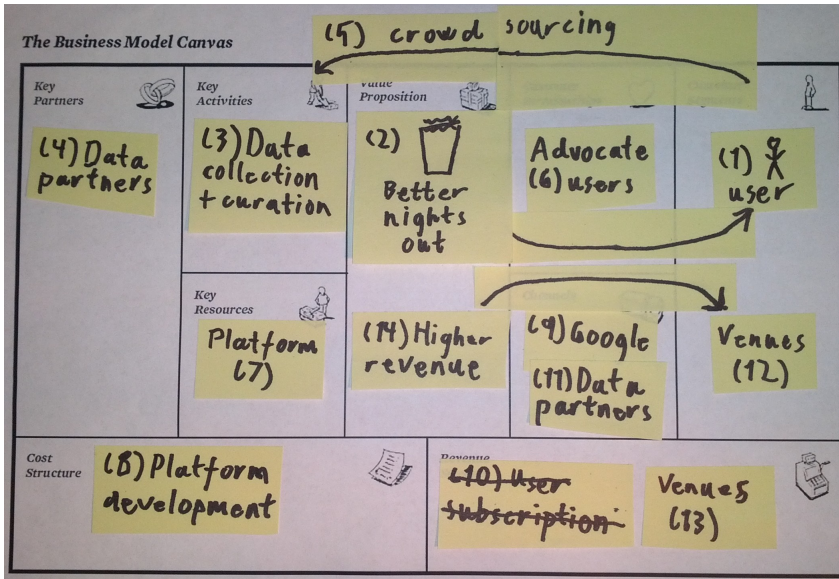 (5) crowd sourcing
The Business Model Canvas
Key
Partners
Key
Activities
Value
Proposition
(4) Data
partners
(3) Data
collection
+ curation
(2)
Better
nights
out
Advocate
(6) users
(1)
user
Key
Resources
Platform
(7)
(14) Higher
revenue
(9) Google
(11) Data
partners
Venues
(12)
Cost
Structure
(8) Platform
development
Revenue
(10) User
subscription
Venues
(13)